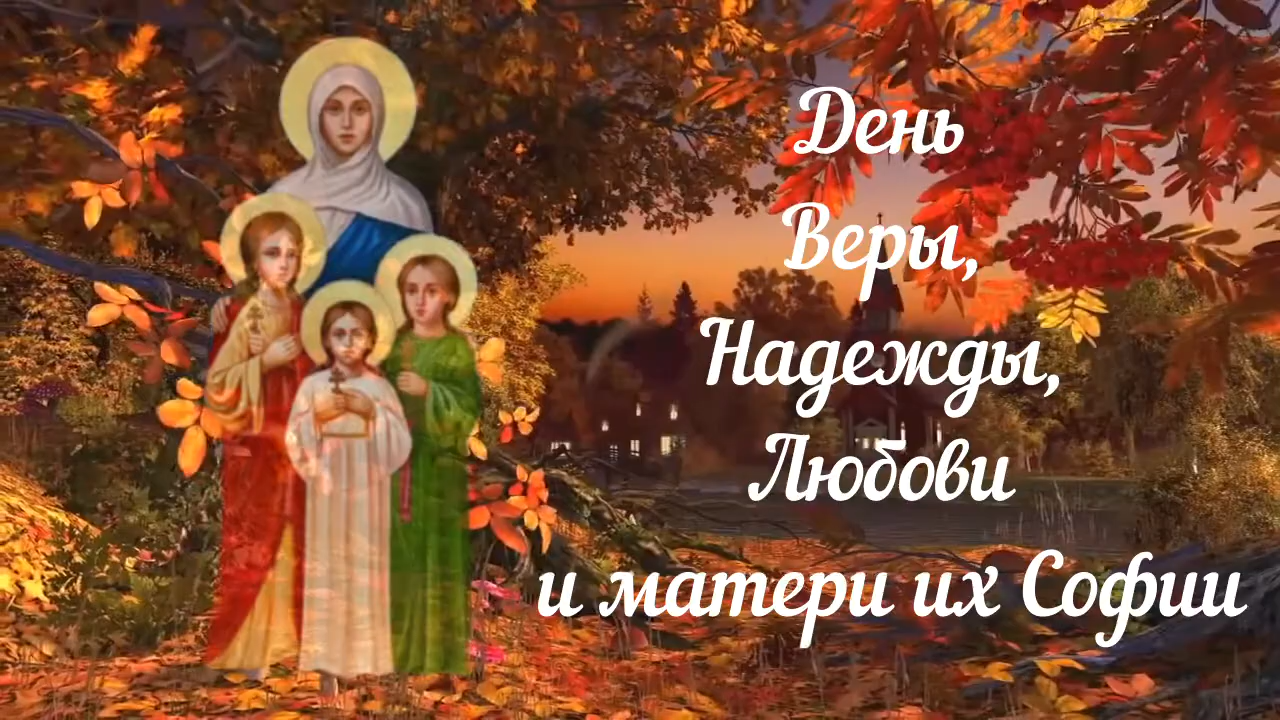 День
Веры,
Надежды,
Любови
и матери их Софии